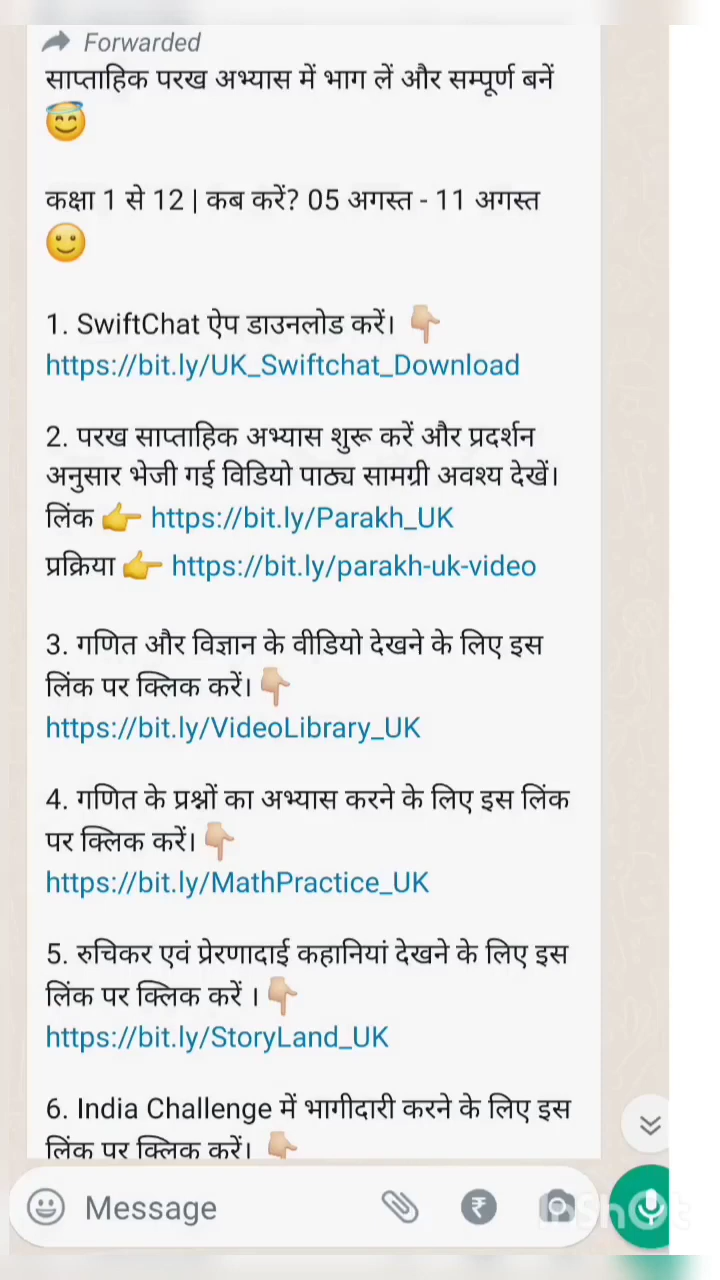 Forwarded
साप्ताहिक परख अभ्यास में भाग लें और सम्पूर्ण बनें
😇
कक्षा 1 से 12 | कब करें? 05 अगस्त - 11 अगस्त
🙂
1. SwiftChat ऐप डाउनलोड करें। 👇🏼
https://bit.ly/UK_Swiftchat_Download
2. परख साप्ताहिक अभ्यास शुरू करें और प्रदर्शन
अनुसार भेजी गई विडियो पाठ्य सामग्री अवश्य देखें।
लिंक 👉 https://bit.ly/Parakh_UK
प्रक्रिया 👉 https://bit.ly/parakh-uk-video
3. गणित और विज्ञान के वीडियो देखने के लिए इस
लिंक पर क्लिक करें। 👇🏼
https://bit.ly/VideoLibrary_UK
4. गणित के प्रश्नों का अभ्यास करने के लिए इस लिंक
पर क्लिक करें। 👇🏼
https://bit.ly/MathPractice_UK
5. रुचिकर एवं प्रेरणादाई कहानियां देखने के लिए इस
लिंक पर क्लिक करें । 👇🏼
https://bit.ly/StoryLand_UK
6. India Challenge में भागीदारी करने के लिए इस
लिंक पर क्लिक करें। 👇🏼
Message
InShOt